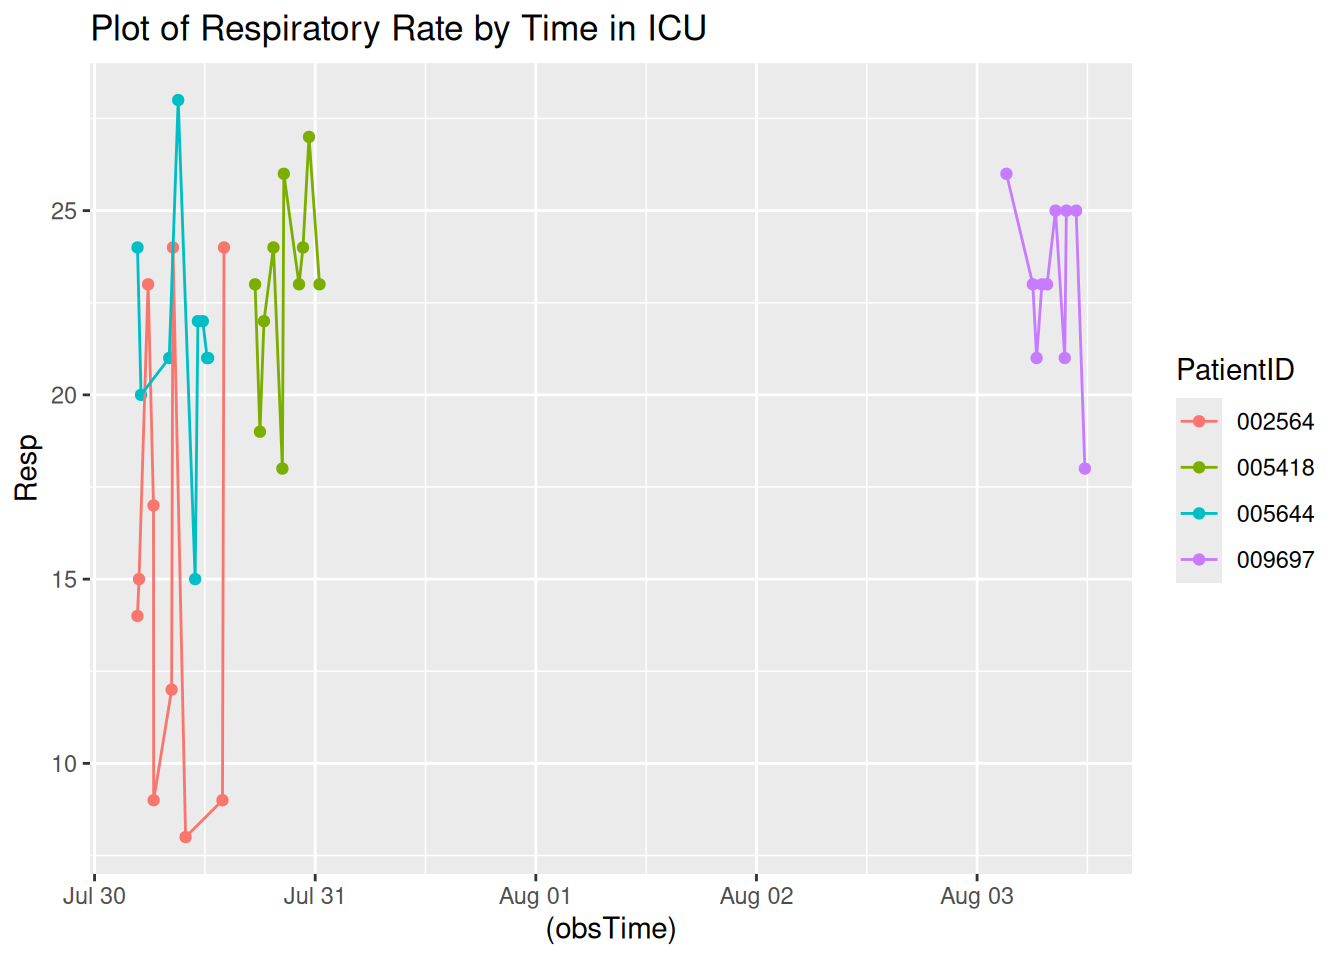 Plot of Respiratory Rate by Time in ICU
Resp
25
20
15
10
Jul 30 Jul 31 Aug 01 Aug 02 Aug 03
(obsTime)
PatientID
002564
005418
005644
009697